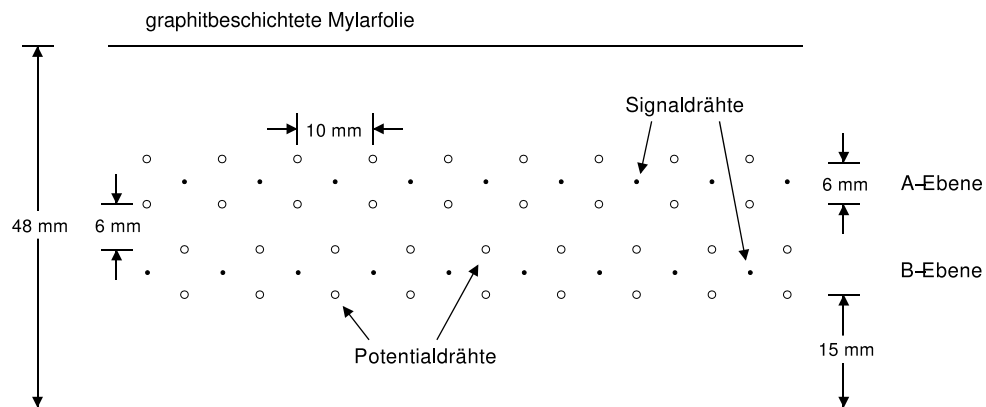 graphitbeschichtete Mylarfolie
Signaldrähte
10 mm
6 mm
A-Ebene
48 mm
6 mm
B-Ebene
Potentialdrähte
15 mm